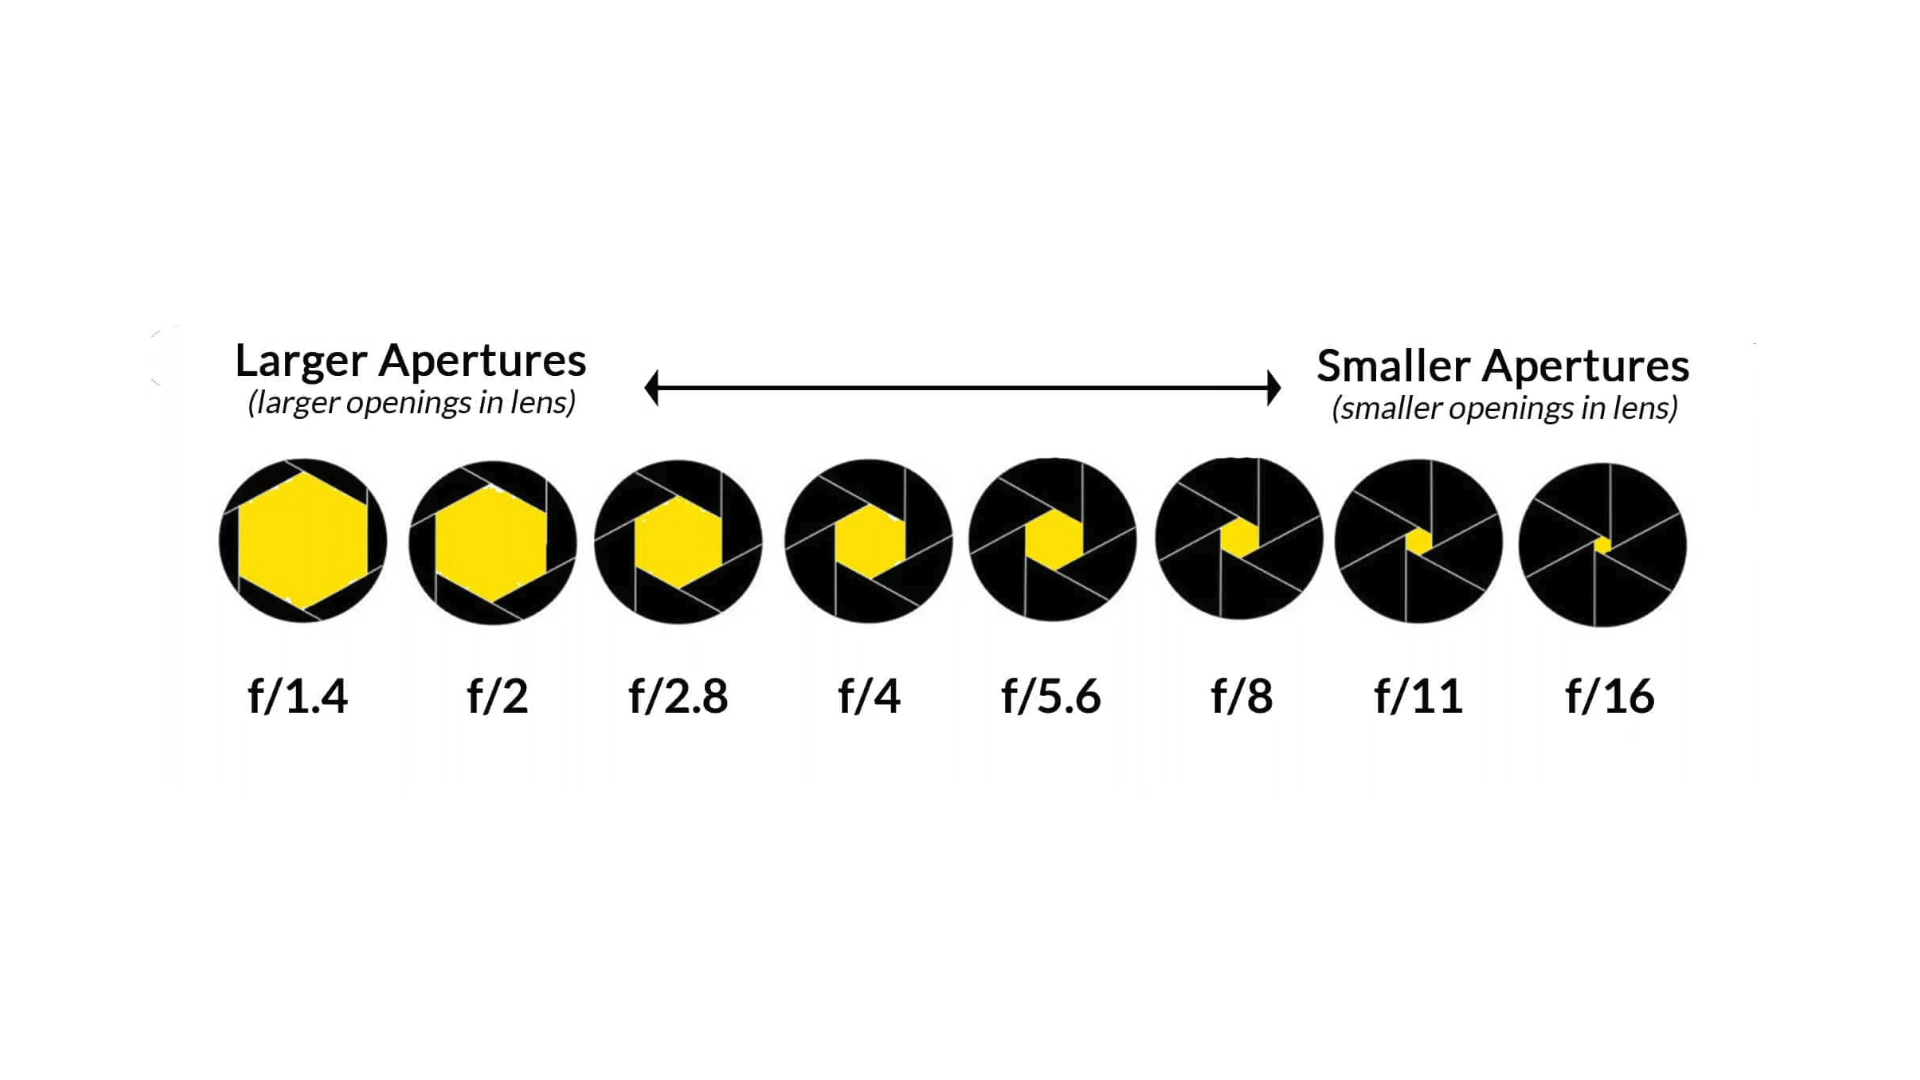 Larger Apertures
(larger openings in lens)
Smaller Apertures
(smaller openings in lens)
f/1.4 f/2 f/2.8 f/4 f/5.6 f/8 f/11 f/16